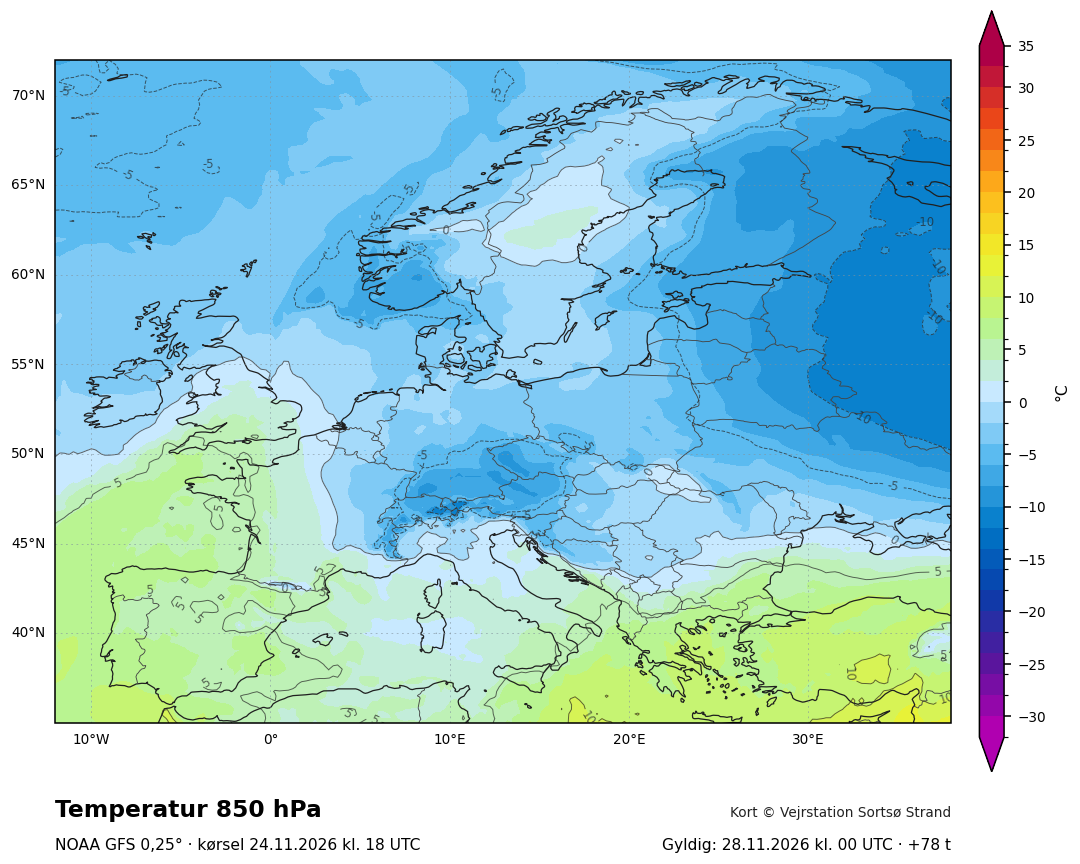 70°N
65°N
60°N
55°N
50°N
45°N
40°N
10°W
0°
10°E
20°E
30°E
35
30
25
20
15
10
5
0
−5
−10
−15
−20
−25
−30
°C
Temperatur 850 hPa
Kort © Vejrstation Sortsø Strand
NOAA GFS 0,25° · kørsel 24.11.2026 kl. 18 UTC
Gyldig: 28.11.2026 kl. 00 UTC · +78 t